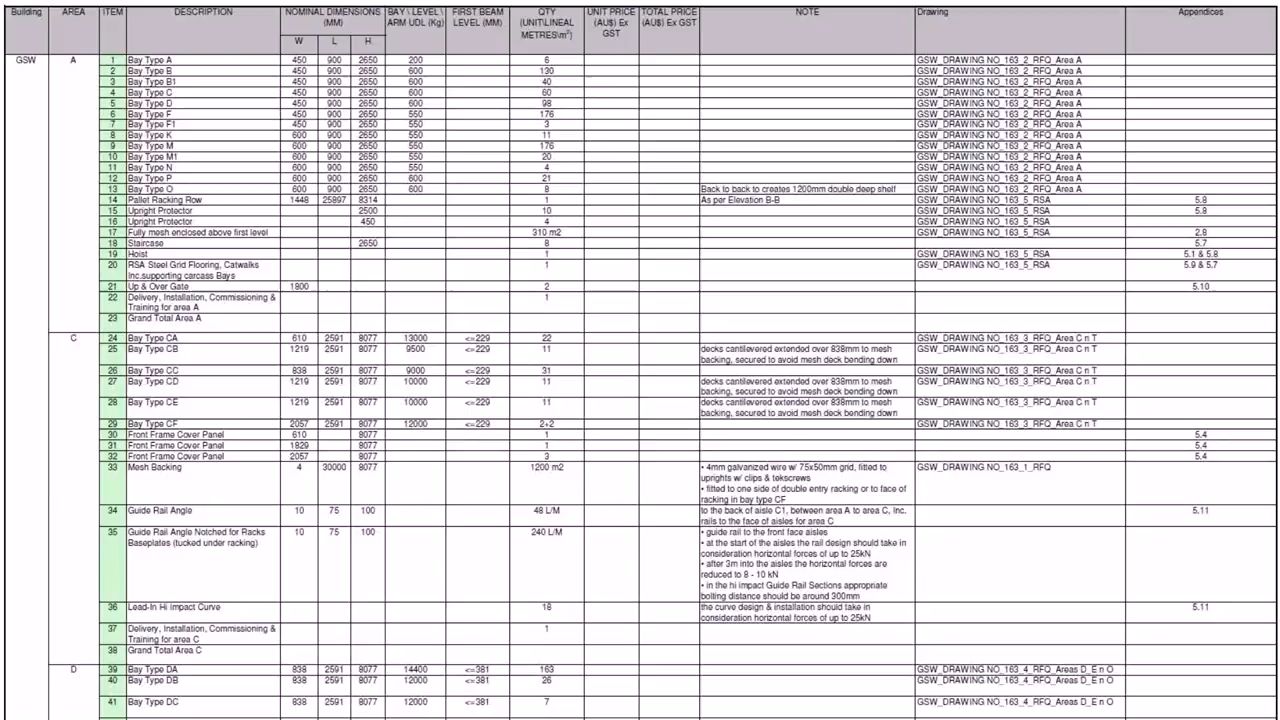 Building AREA ITEM DESCRIPTION NOMINAL DIMENSIONS (MM) BAY \ LEVEL \ ARM UDL (Kg) FIRST BEAM LEVEL (MM) QTY (UNIT\LINEAL METRES\m²) UNIT PRICE (AU$) Ex GST TOTAL PRICE (AU$) Ex GST NOTE Drawing Appendices
W L H
GSW A 1 Bay Type A 450 900 2650 200 6 GSW_DRAWING NO_163_2_RFQ_Area A
2 Bay Type B 450 900 2650 600 130 GSW_DRAWING NO_163_2_RFQ_Area A
3 Bay Type B1 450 900 2650 600 40 GSW_DRAWING NO_163_2_RFQ_Area A
4 Bay Type C 450 900 2650 600 60 GSW_DRAWING NO_163_2_RFQ_Area A
5 Bay Type D 450 900 2650 600 98 GSW_DRAWING NO_163_2_RFQ_Area A
6 Bay Type F 450 900 2650 550 176 GSW_DRAWING NO_163_2_RFQ_Area A
7 Bay Type F1 450 900 2650 550 3 GSW_DRAWING NO_163_2_RFQ_Area A
8 Bay Type K 600 900 2650 550 11 GSW_DRAWING NO_163_2_RFQ_Area A
9 Bay Type M 600 900 2650 550 176 GSW_DRAWING NO_163_2_RFQ_Area A
10 Bay Type M1 600 900 2650 550 20 GSW_DRAWING NO_163_2_RFQ_Area A
11 Bay Type N 600 900 2650 550 4 GSW_DRAWING NO_163_2_RFQ_Area A
12 Bay Type P 600 900 2650 600 21 GSW_DRAWING NO_163_2_RFQ_Area A
13 Bay Type O 600 900 2650 600 8 Back to back to creates 1200mm double deep shelf GSW_DRAWING NO_163_2_RFQ_Area A
14 Pallet Racking Row 1448 25897 8314 1 As per Elevation B-B GSW_DRAWING NO_163_5_RSA 5.8
15 Upright Protector 2500 10 GSW_DRAWING NO_163_5_RSA 5.8
16 Upright Protector 450 4 GSW_DRAWING NO_163_5_RSA
17 Fully mesh enclosed above first level 310 m2 GSW_DRAWING NO_163_5_RSA 2.8
18 Staircase 2650 8 5.7
19 Hoist 1 GSW_DRAWING NO_163_5_RSA 5.1 & 5.8
20 RSA Steel Grid Flooring, Catwalks 1 GSW_DRAWING NO_163_5_RSA 5.9 & 5.7
Inc.supporting carcass Bays
21 Up & Over Gate 1800 2 5.10
22 Delivery, Installation, Commissioning & 1
Training for area A
23 Grand Total Area A
C 24 Bay Type CA 610 2591 8077 13000 <=229 22 GSW_DRAWING NO_163_3_RFQ_Area C n T
25 Bay Type CB 1219 2591 8077 9500 <=229 11 decks cantilevered extended over 838mm to mesh GSW_DRAWING NO_163_3_RFQ_Area C n T
backing, secured to avoid mesh deck bending down
26 Bay Type CC 838 2591 8077 9000 <=229 31 GSW_DRAWING NO_163_3_RFQ_Area C n T
27 Bay Type CD 1219 2591 8077 10000 <=229 11 decks cantilevered extended over 838mm to mesh GSW_DRAWING NO_163_3_RFQ_Area C n T
backing, secured to avoid mesh deck bending down
28 Bay Type CE 1219 2591 8077 10000 <=229 11 decks cantilevered extended over 838mm to mesh GSW_DRAWING NO_163_3_RFQ_Area C n T
backing, secured to avoid mesh deck bending down
29 Bay Type CF 2057 2591 8077 12000 <=229 2+2 GSW_DRAWING NO_163_3_RFQ_Area C n T
30 Front Frame Cover Panel 610 8077 1 5.4
31 Front Frame Cover Panel 1829 8077 1 5.4
32 Front Frame Cover Panel 2057 8077 3 5.4
33 Mesh Backing 4 30000 8077 1200 m2 • 4mm galvanized wire w/ 75x50mm grid, fitted to GSW_DRAWING NO_163_1_RFQ
uprights w/ clips & tekscrews
• fitted to one side of double entry racking or to face of
racking in bay type CF
34 Guide Rail Angle 10 75 100 48 L/M to the back of aisle C1, between area A to area C, Inc. 5.11
rails to the face of aisles for area C
35 Guide Rail Angle Notched for Racks 10 75 100 240 L/M • guide rail to the front face aisles
Baseplates (tucked under racking) • at the start of the aisles the rail design should take in
consideration horizontal forces of up to 25kN
• after 3m into the aisles the horizontal forces are
reduced to 8 - 10 kN
• in the hi impact Guide Rail Sections appropriate
bolting distance should be around 300mm
36 Lead-In Hi Impact Curve 18 the curve design & installation should take in 5.11
consideration horizontal forces of up to 25kN
37 Delivery, Installation, Commissioning & 1
Training for area C
38 Grand Total Area C
D 39 Bay Type DA 838 2591 8077 14400 <=381 163 GSW_DRAWING NO_163_4_RFQ_Areas D_E n O
40 Bay Type DB 838 2591 8077 12000 <=381 26 GSW_DRAWING NO_163_4_RFQ_Areas D_E n O
41 Bay Type DC 838 2591 8077 12000 <=381 7 GSW_DRAWING NO_163_4_RFQ_Areas D_E n O